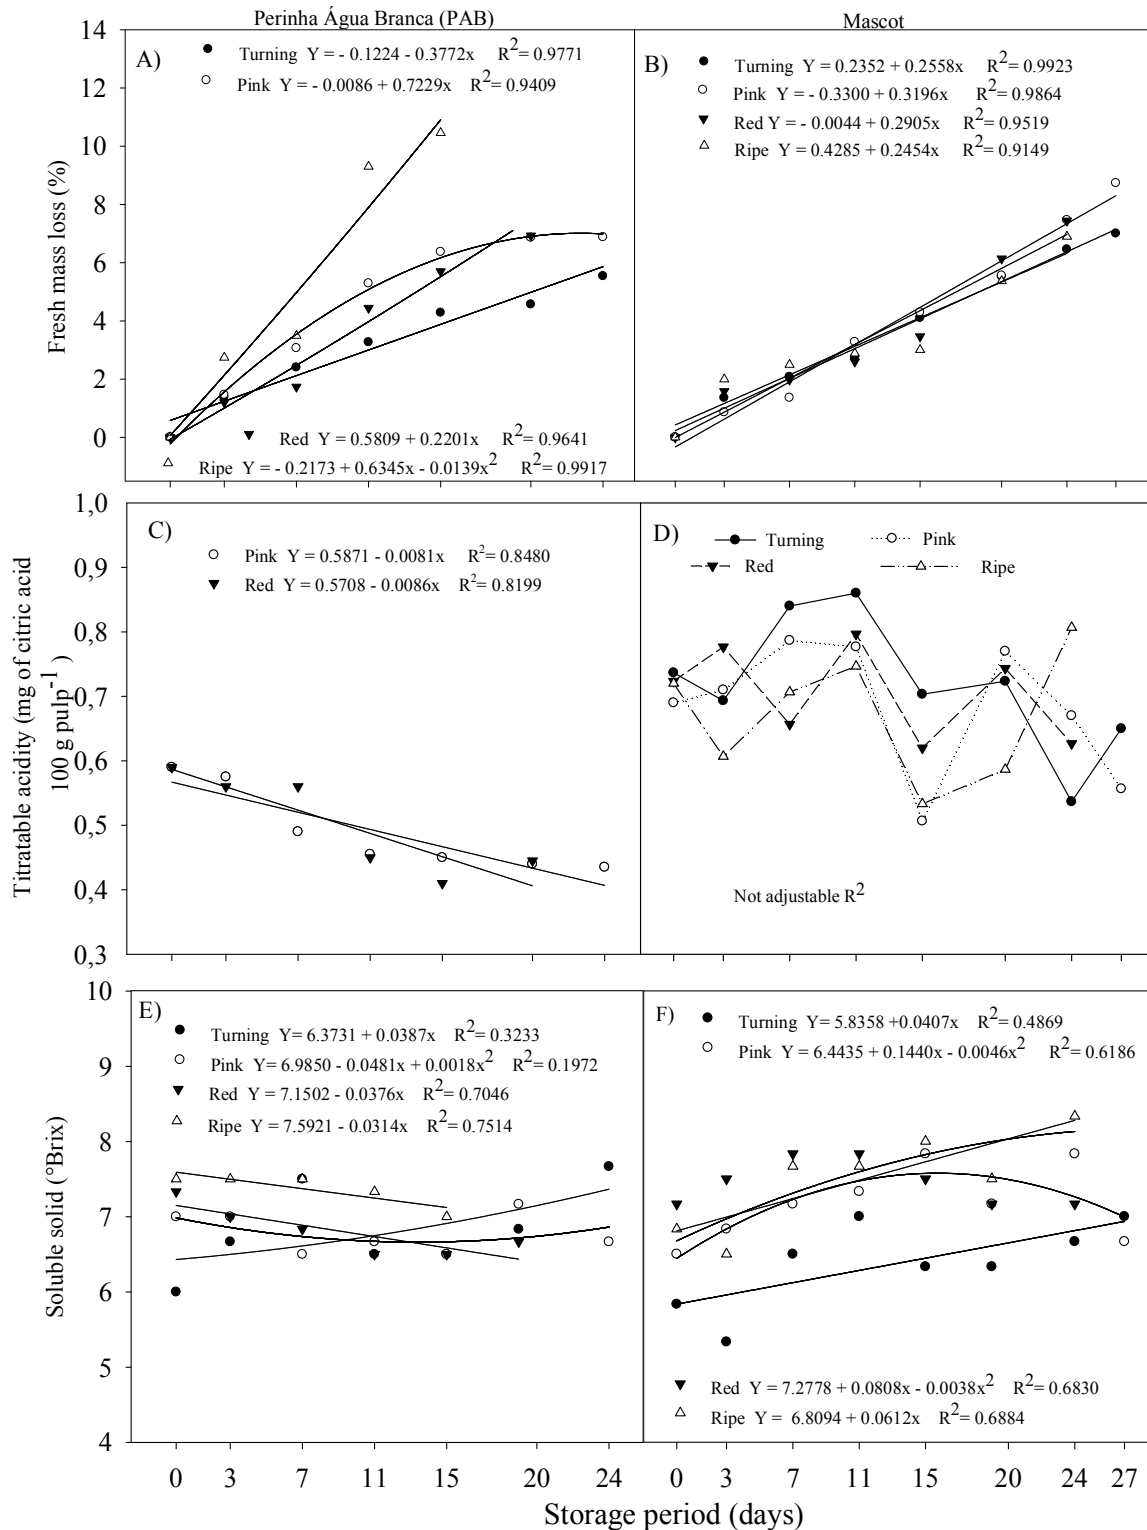 Perinha Água Branca (PAB)
Mascot
14
12
10
8
6
4
2
0
Fresh mass loss (%)
A)
Turning Y = - 0.1224 - 0.3772x R2= 0.9771
Pink Y = - 0.0086 + 0.7229x R2= 0.9409
Red Y = 0.5809 + 0.2201x R2= 0.9641
Ripe Y = - 0.2173 + 0.6345x - 0.0139x2 R2= 0.9917
B)
Turning Y = 0.2352 + 0.2558x R2= 0.9923
Pink Y = - 0.3300 + 0.3196x R2= 0.9864
Red Y = - 0.0044 + 0.2905x R2= 0.9519
Ripe Y = 0.4285 + 0.2454x R2= 0.9149
1,0
0,9
0,8
0,7
0,6
0,5
0,4
0,3
Titratable acidity (mg of citric acid
100 g pulp-1 )
C)
Pink Y = 0.5871 - 0.0081x R2= 0.8480
Red Y = 0.5708 - 0.0086x R2= 0.8199
D)
Turning
Pink
Red
Ripe
Not adjustable R2
10
9
8
7
6
5
4
Soluble solid (°Brix)
E)
Turning Y= 6.3731 + 0.0387x R2= 0.3233
Pink Y=6.9850 - 0.0481x + 0.0018x2 R2= 0.1972
Red Y = 7.1502 - 0.0376x R2= 0.7046
Ripe Y = 7.5921 - 0.0314x R2= 0.7514
F)
Turning Y =5.8358 +0.0407x R2= 0.4869
Pink Y = 6.4435 + 0.1440x - 0.0046x2 R2= 0.6186
Red Y = 7.2778 + 0.0808x - 0.0038x2 R2= 0.6830
Ripe Y = 6.8094 + 0.0612x R2= 0.6884
0 3 7 11 15 20 24
0 3 7 11 15 20 24 27
Storage period (days)